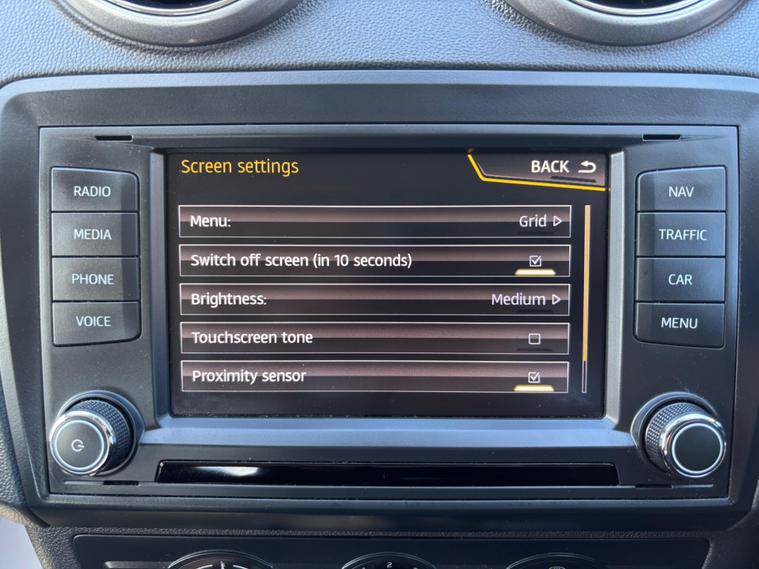 Screen settings
BACK
RADIO
MEDIA
PHONE
VOICE
Menu: Grid
Switch off screen (in 10 seconds)
Brightness: Medium
Touchscreen tone
Proximity sensor
NAV
TRAFFIC
CAR
MENU
2